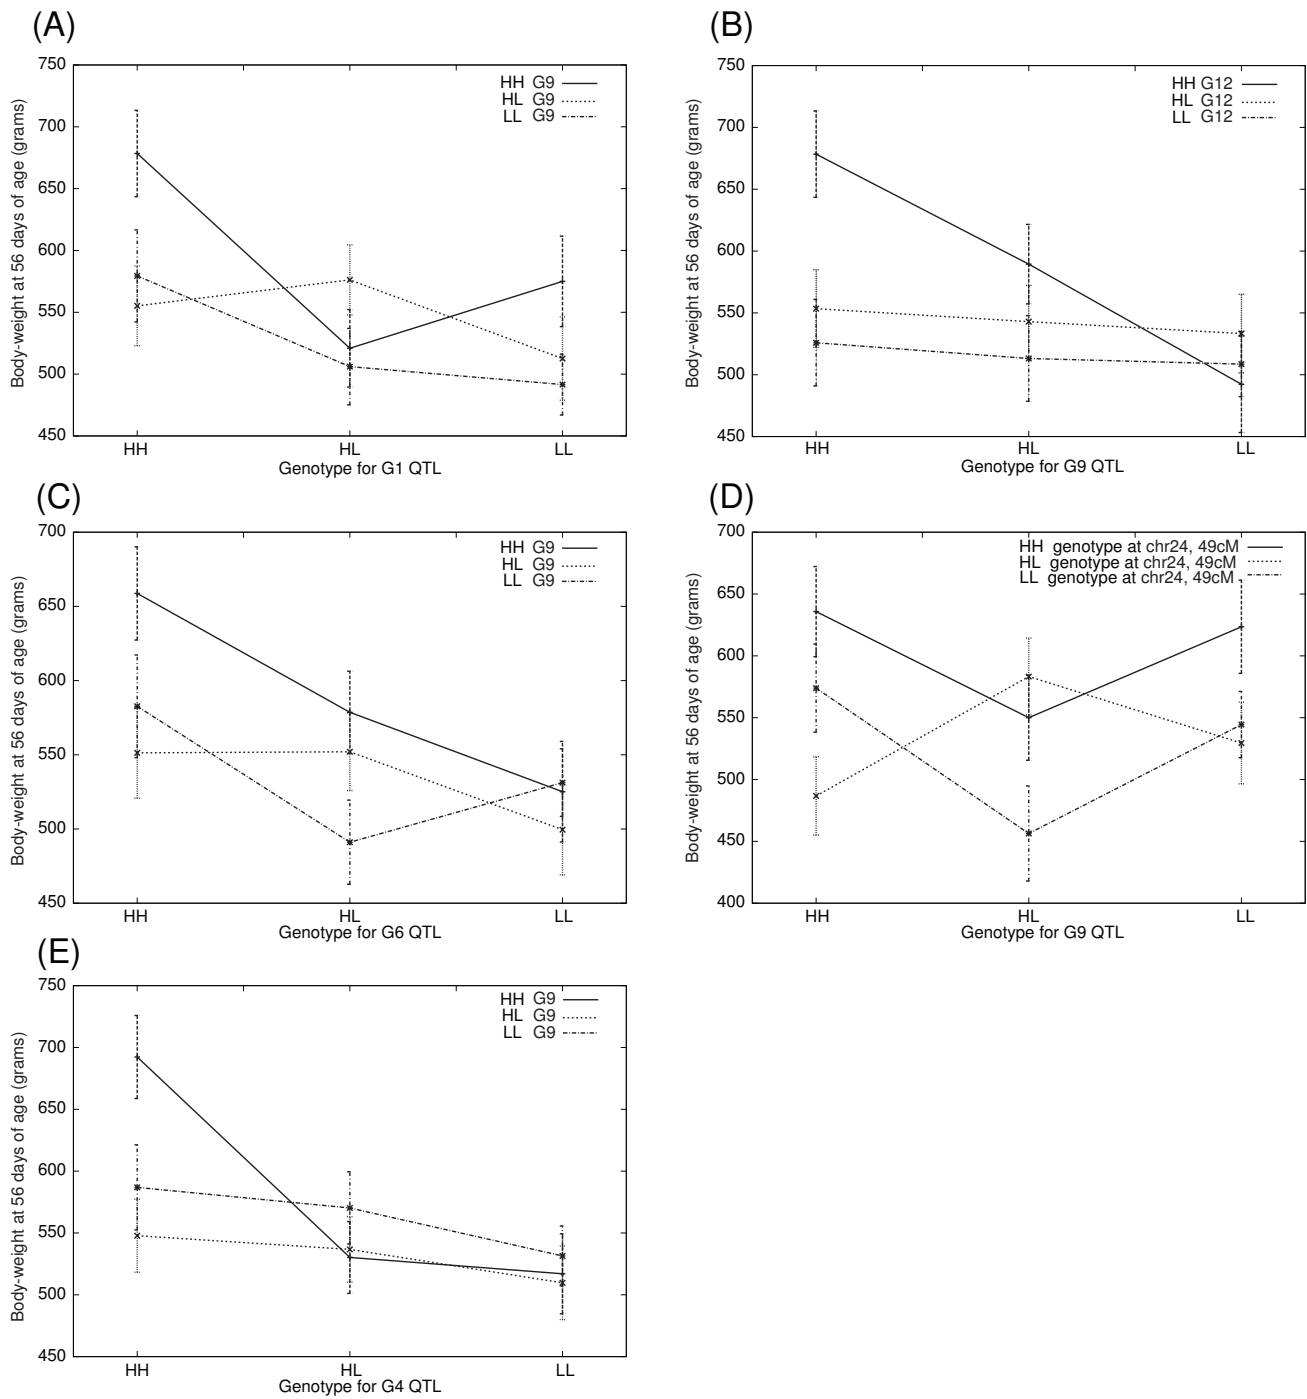 (A)
750
700
650
600
550
500
450
Body-weight at 56 days of age (grams)
HH G9
HL G9
LL G9
HH HL LL
Genotype for G1 QTL
(B)
750
700
650
600
550
500
450
Body-weight at 56 days of age (grams)
HH G12
HL G12
LL G12
HH HL LL
Genotype for G9 QTL
(C)
700
650
600
550
500
450
Body-weight at 56 days of age (grams)
HH G9
HL G9
LL G9
HH HL LL
Genotype for G6 QTL
(D)
700
650
600
550
500
450
400
Body-weight at 56 days of age (grams)
HH genotype at chr24, 49cM
HL genotype at chr24, 49cM
LL genotype at chr24, 49cM
HH HL LL
Genotype for G9 QTL
(E)
750
700
650
600
550
500
450
Body-weight at 56 days of age (grams)
HH G9
HL G9
LL G9
HH HL LL
Genotype for G4 QTL